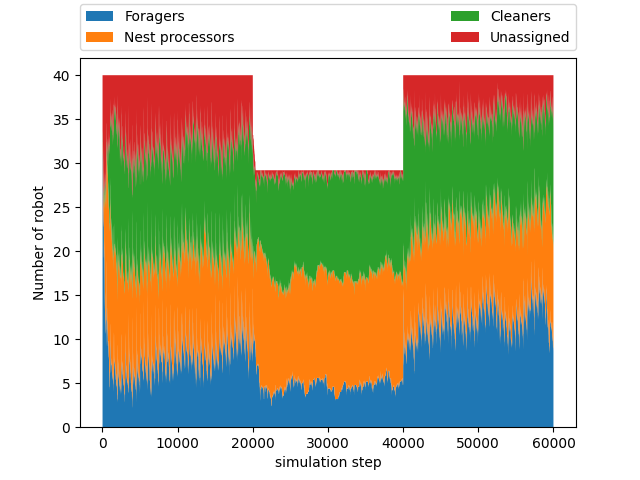 Foragers
Nest processors
Cleaners
Unassigned
40
35
30
25
20
15
10
5
0
Number of robot
0 10000 20000 30000 40000 50000 60000
simulation step